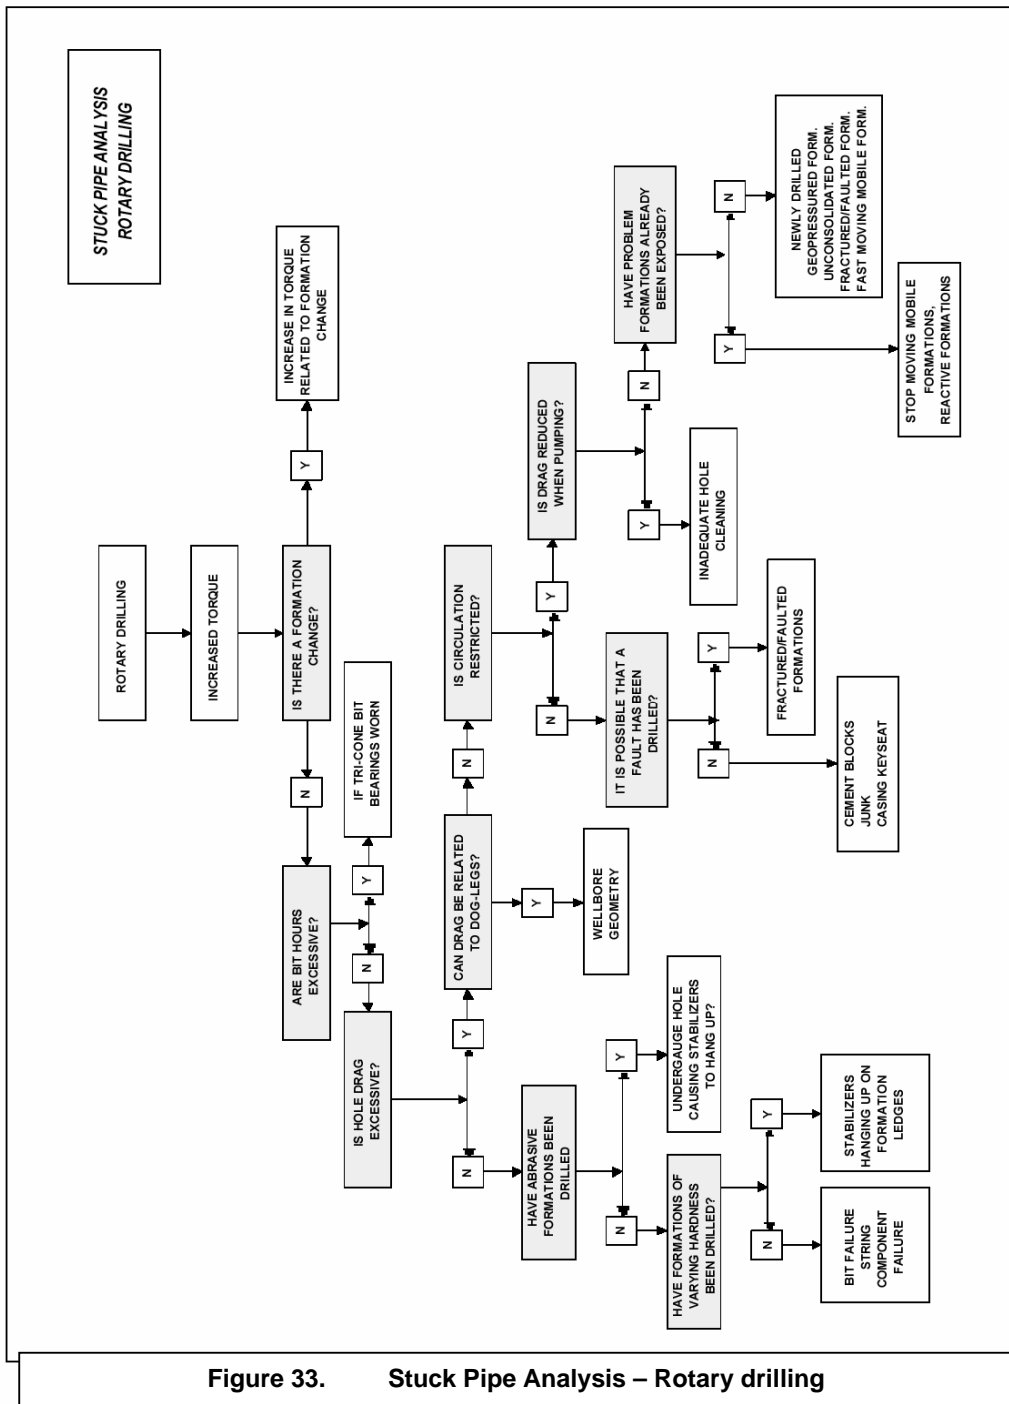 STUCK PIPE ANALYSIS
ROTARY DRILLING
ROTARY DRILLING
INCREASED TORQUE
IS THERE A FORMATION
CHANGE?
Y
INCREASE IN TORQUE
RELATED TO FORMATION
CHANGE
N
ARE BIT HOURS
EXCESSIVE?
Y
IF TRI-CONE BIT
BEARINGS WORN
N
IS HOLE DRAG
EXCESSIVE?
Y
CAN DRAG BE RELATED
TO DOG-LEGS?
N
IS CIRCULATION
RESTRICTED?
Y
IS DRAG REDUCED
WHEN PUMPING?
N
HAVE PROBLEM
FORMATIONS ALREADY
BEEN EXPOSED?
N
NEWLY DRILLED
GEOPRESSURED FORM.
UNCONSOLIDATED FORM.
FRACTURED/FAULTED FORM.
FAST MOVING MOBILE FORM.
Y
STOP MOVING MOBILE
FORMATIONS,
REACTIVE FORMATIONS
Y
INADEQUATE HOLE
CLEANING
N
IT IS POSSIBLE THAT A
FAULT HAS BEEN
DRILLED?
Y
FRACTURED/FAULTED
FORMATIONS
N
CEMENT BLOCKS
JUNK
CASING KEYSEAT
Y
WELLBORE
GEOMETRY
N
HAVE ABRASIVE
FORMATIONS BEEN
DRILLED
Y
UNDERGAUGE HOLE
CAUSING STABILIZERS
TO HANG UP?
N
HAVE FORMATIONS OF
VARYING HARDNESS
BEEN DRILLED?
Y
STABILIZERS
HANGING UP ON
FORMATION
LEDGES
N
BIT FAILURE
STRING
COMPONENT
FAILURE
Figure 33. Stuck Pipe Analysis – Rotary drilling